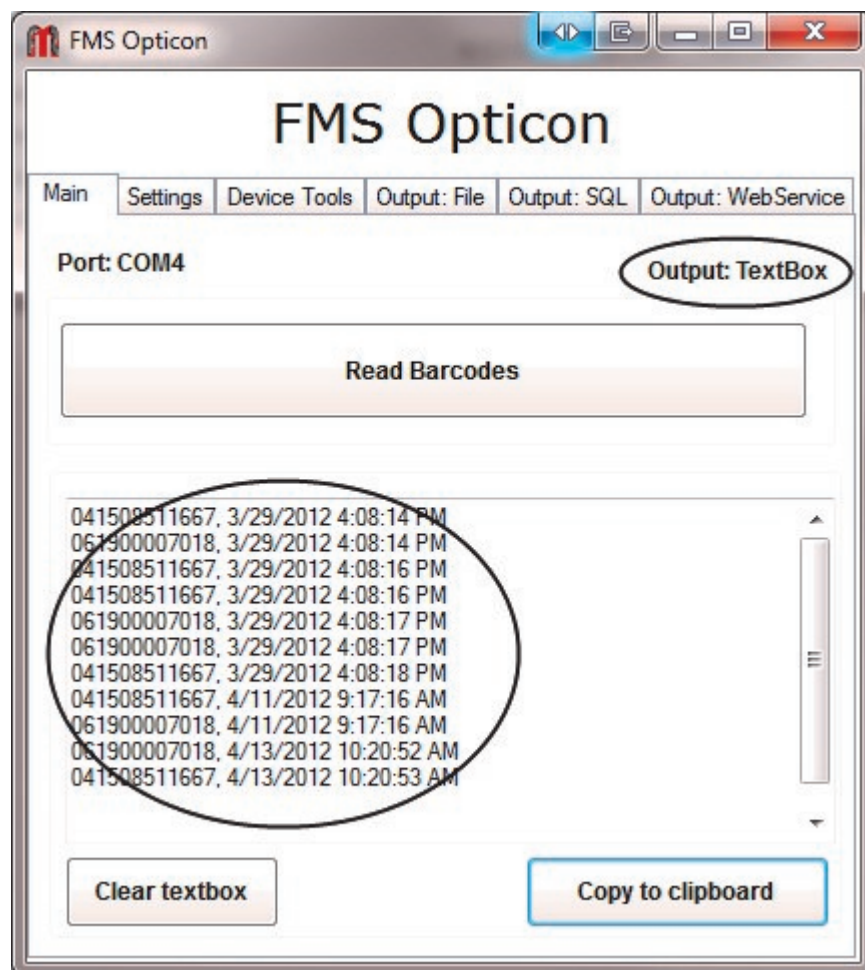 FMS Opticon
FMS Opticon
Main Settings Device Tools Output: File Output: SQL Output: WebService
Port: COM4 Output: TextBox
Read Barcodes
041508511667, 3/29/2012 4:08:14 PM
061900007018, 3/29/2012 4:08:14 PM
041508511667, 3/29/2012 4:08:16 PM
041508511667, 3/29/2012 4:08:16 PM
061900007018, 3/29/2012 4:08:17 PM
061900007018, 3/29/2012 4:08:17 PM
041508511667, 3/29/2012 4:08:18 PM
041508511667, 4/11/2012 9:17:16 AM
061900007018, 4/11/2012 9:17:16 AM
061900007018, 4/13/2012 10:20:52 AM
041508511667, 4/13/2012 10:20:53 AM
Clear textbox Copy to clipboard